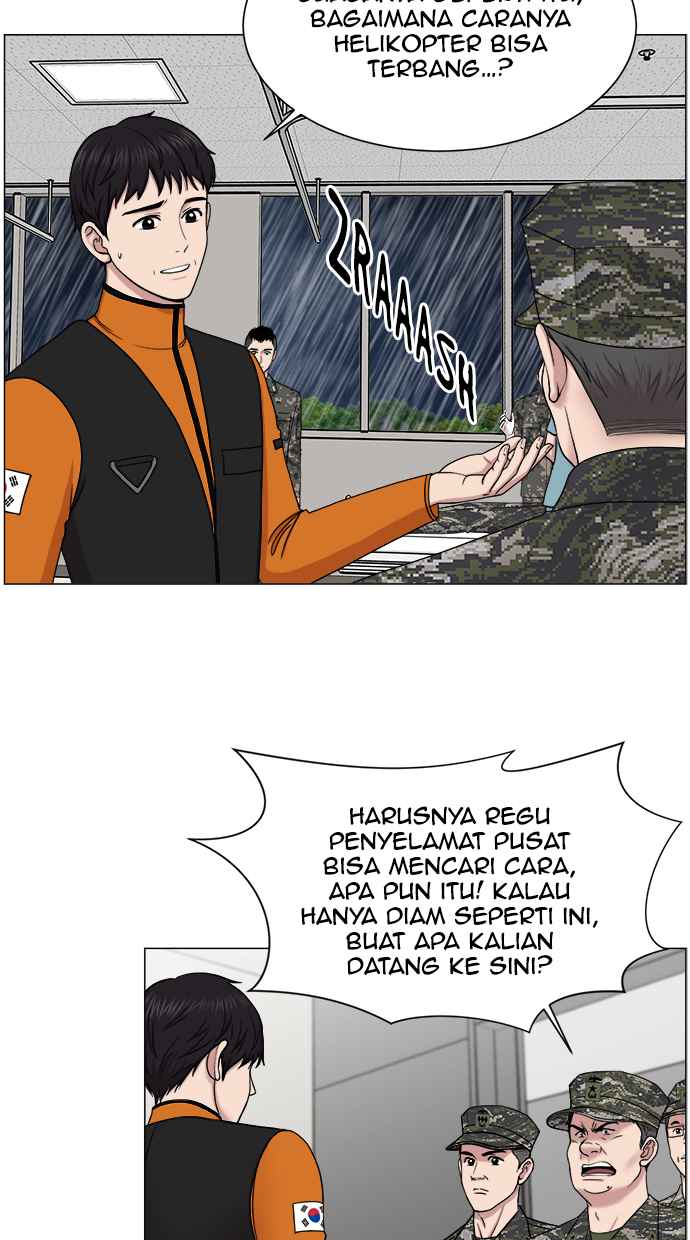 BAGAIMANA CARANYA
HELIKOPTER BISA
TERBANG...?
ZRAAAASH
HARUSNYA REGU
PENYELAMAT PUSAT
BISA MENCARI CARA,
APA PUN ITU! KALAU
HANYA DIAM SEPERTI INI,
BUAT APA KALIAN
DATANG KE SINI?